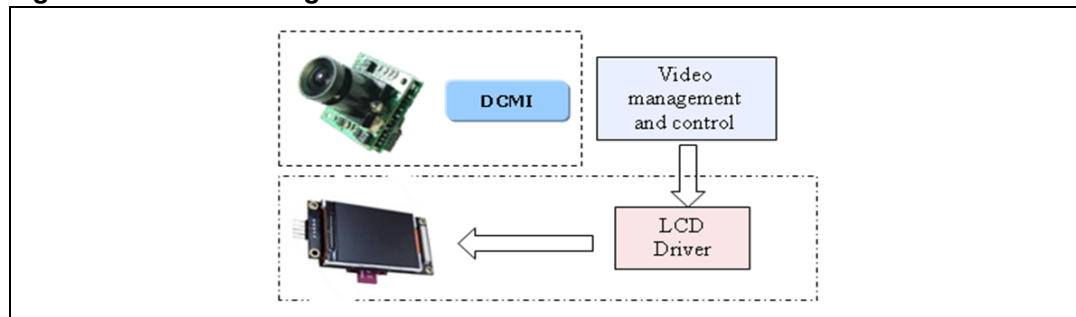 DCMI
Video
management
and control
LCD
Driver